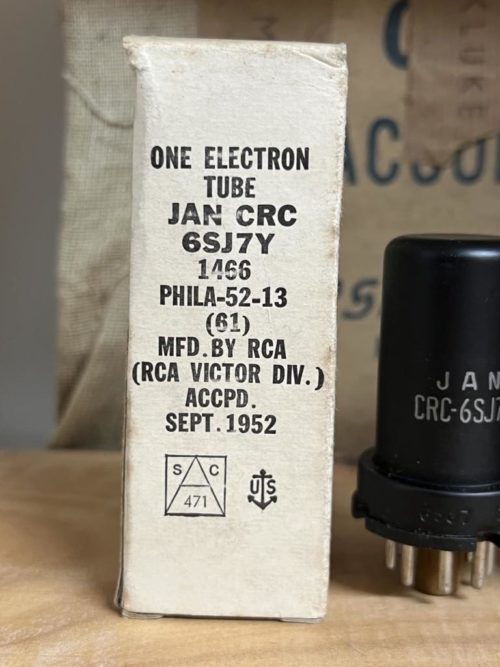 ONE ELECTRON
TUBE
JAN CRC
6SJ7Y
1466
PHILA-52-13
(61)
MFD. BY RCA
(RCA VICTOR DIV.)
ACCPD.
SEPT. 1952
S C
A
471
U S
KLUKE
JAN
CRC-6SJ7